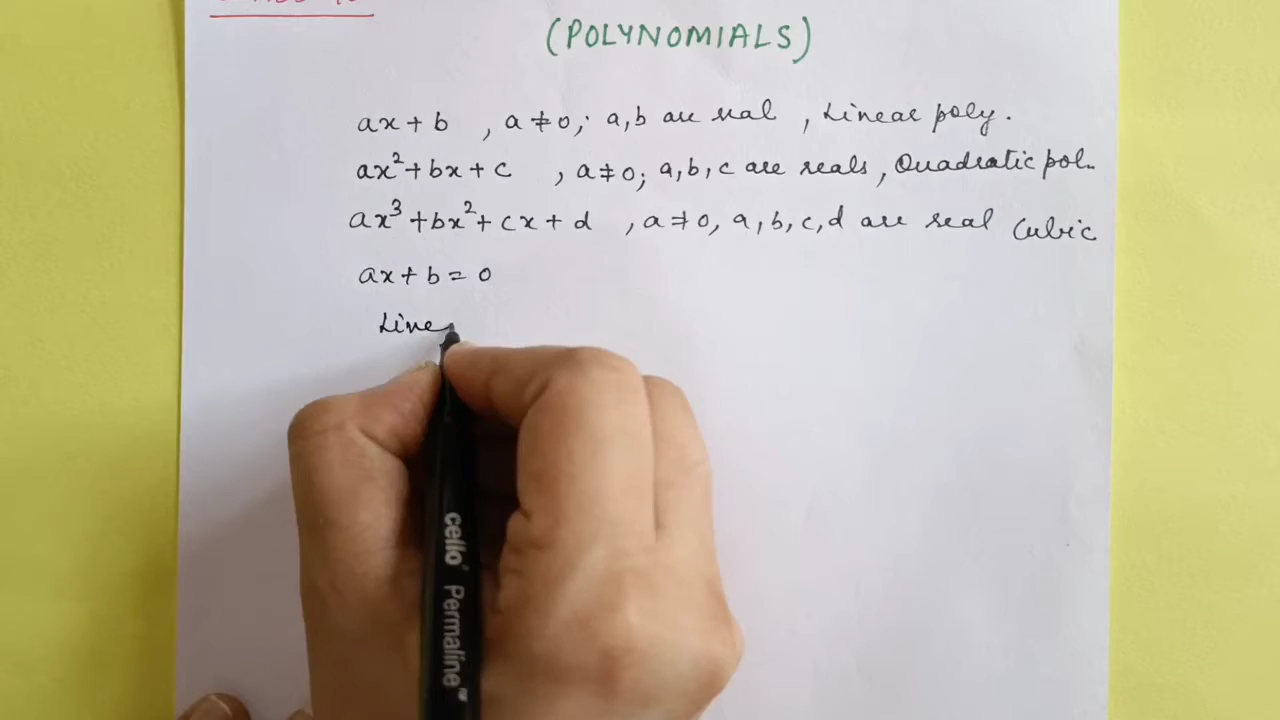 (POLYNOMIALS)
ax + b , a ≠ 0; a, b are real , Linear poly.
ax² + bx + c , a ≠ 0; a, b, c are reals, Quadratic pol..
ax³ + bx² + cx + d , a ≠ 0, a, b, c, d are real cubic
ax + b = 0
Line
cello Permaline™